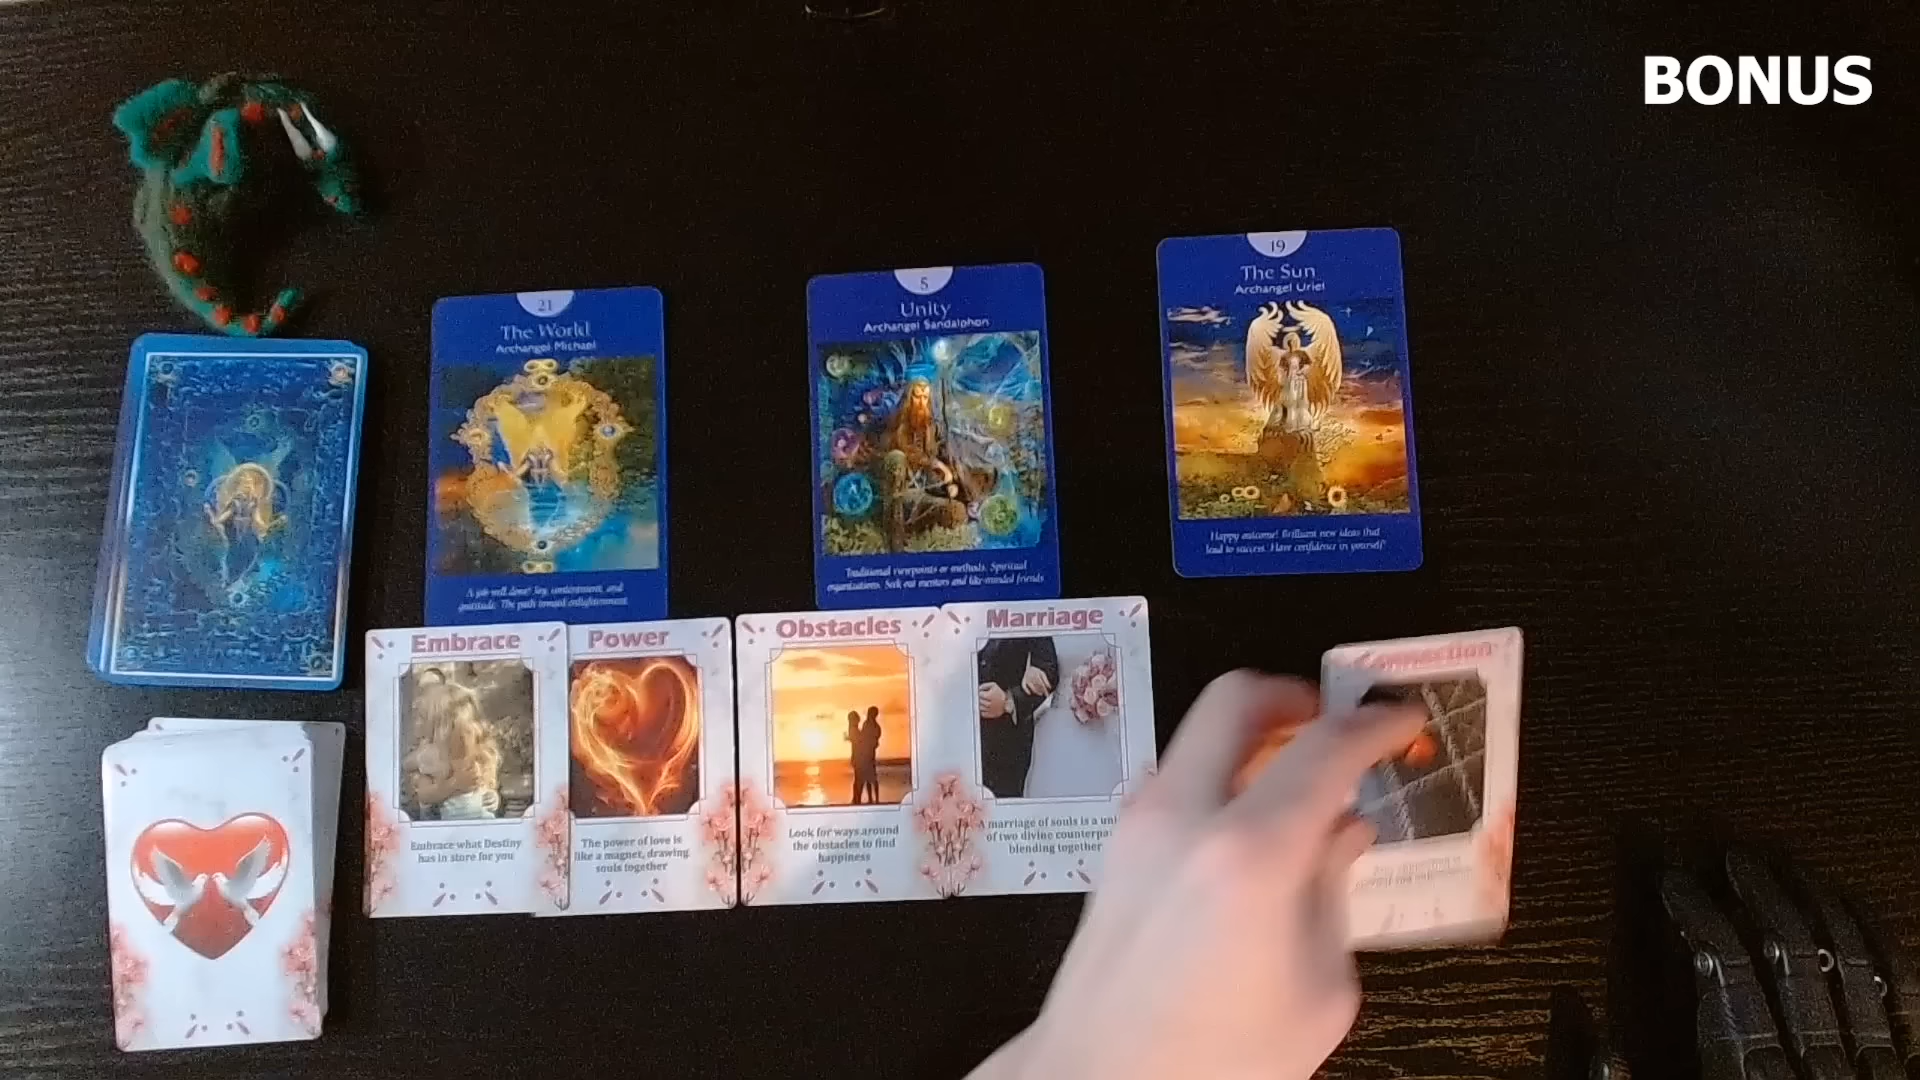 BONUS
21
The World
Archangel Michael
A job well done! Joy, contentment, and
gratitude. The path toward enlightenment.
5
Unity
Archangel Sandalphon
Traditional viewpoints or methods. Spiritual
organizations. Seek out mentors and like-minded friends
19
The Sun
Archangel Uriel
Happy outcome! Brilliant new ideas that
lead to success. Have confidence in yourself!
Embrace
Embrace what Destiny
has in store for you
Power
The power of love is
like a magnet, drawing
souls together
Obstacles
Look for ways around
the obstacles to find
happiness
Marriage
A marriage of souls is a uni
of two divine counterpa
blending together
Connection